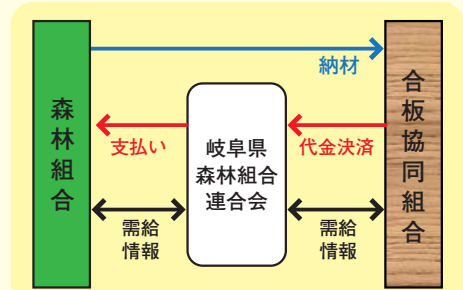 納材
森林組合
支払い
岐阜県
森林組合
連合会
代金決済
合板協同組合
需給
情報
需給
情報